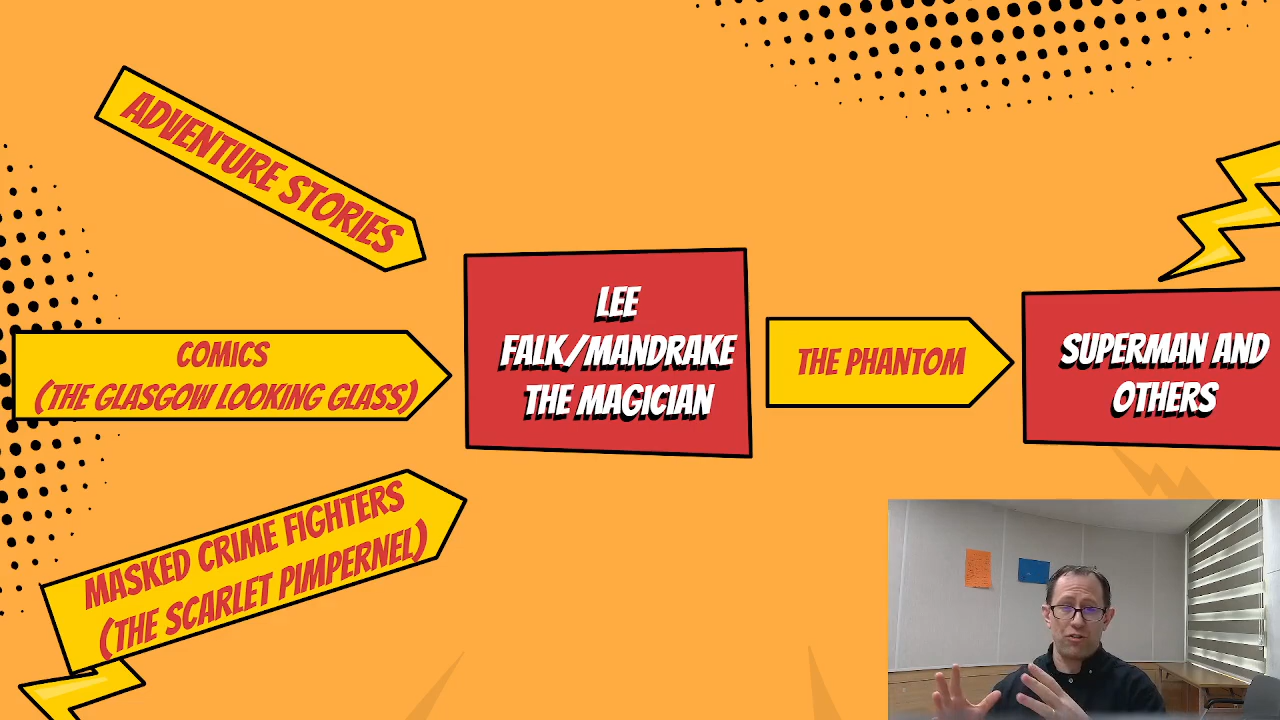 ADVENTURE STORIES
COMICS
(THE GLASGOW LOOKING GLASS)
MASKED CRIME FIGHTERS
(THE SCARLET PIMPERNEL)
LEE
FALK/MANDRAKE
THE MAGICIAN
THE PHANTOM
SUPERMAN AND
OTHERS